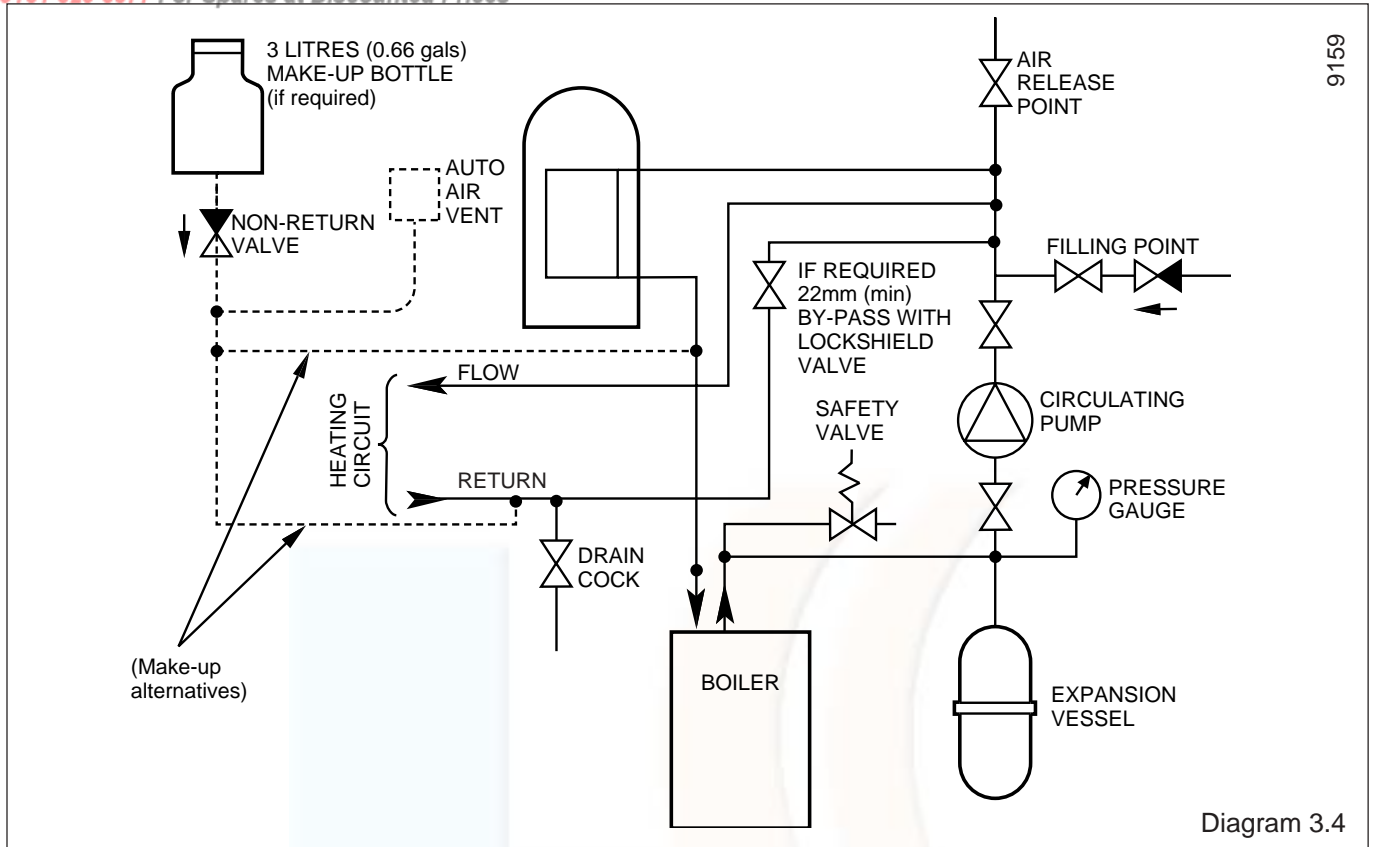 3 LITRES (0.66 gals)
MAKE-UP BOTTLE
(if required)
AUTO
AIR
VENT
NON-RETURN
VALVE
AIR
RELEASE
POINT
9159
FILLING POINT
IF REQUIRED
22mm (min)
BY-PASS WITH
LOCKSHIELD
VALVE
FLOW
HEATING
CIRCUIT
RETURN
SAFETY
VALVE
CIRCULATING
PUMP
PRESSURE
GAUGE
DRAIN
COCK
(Make-up
alternatives)
BOILER
EXPANSION
VESSEL
Diagram 3.4